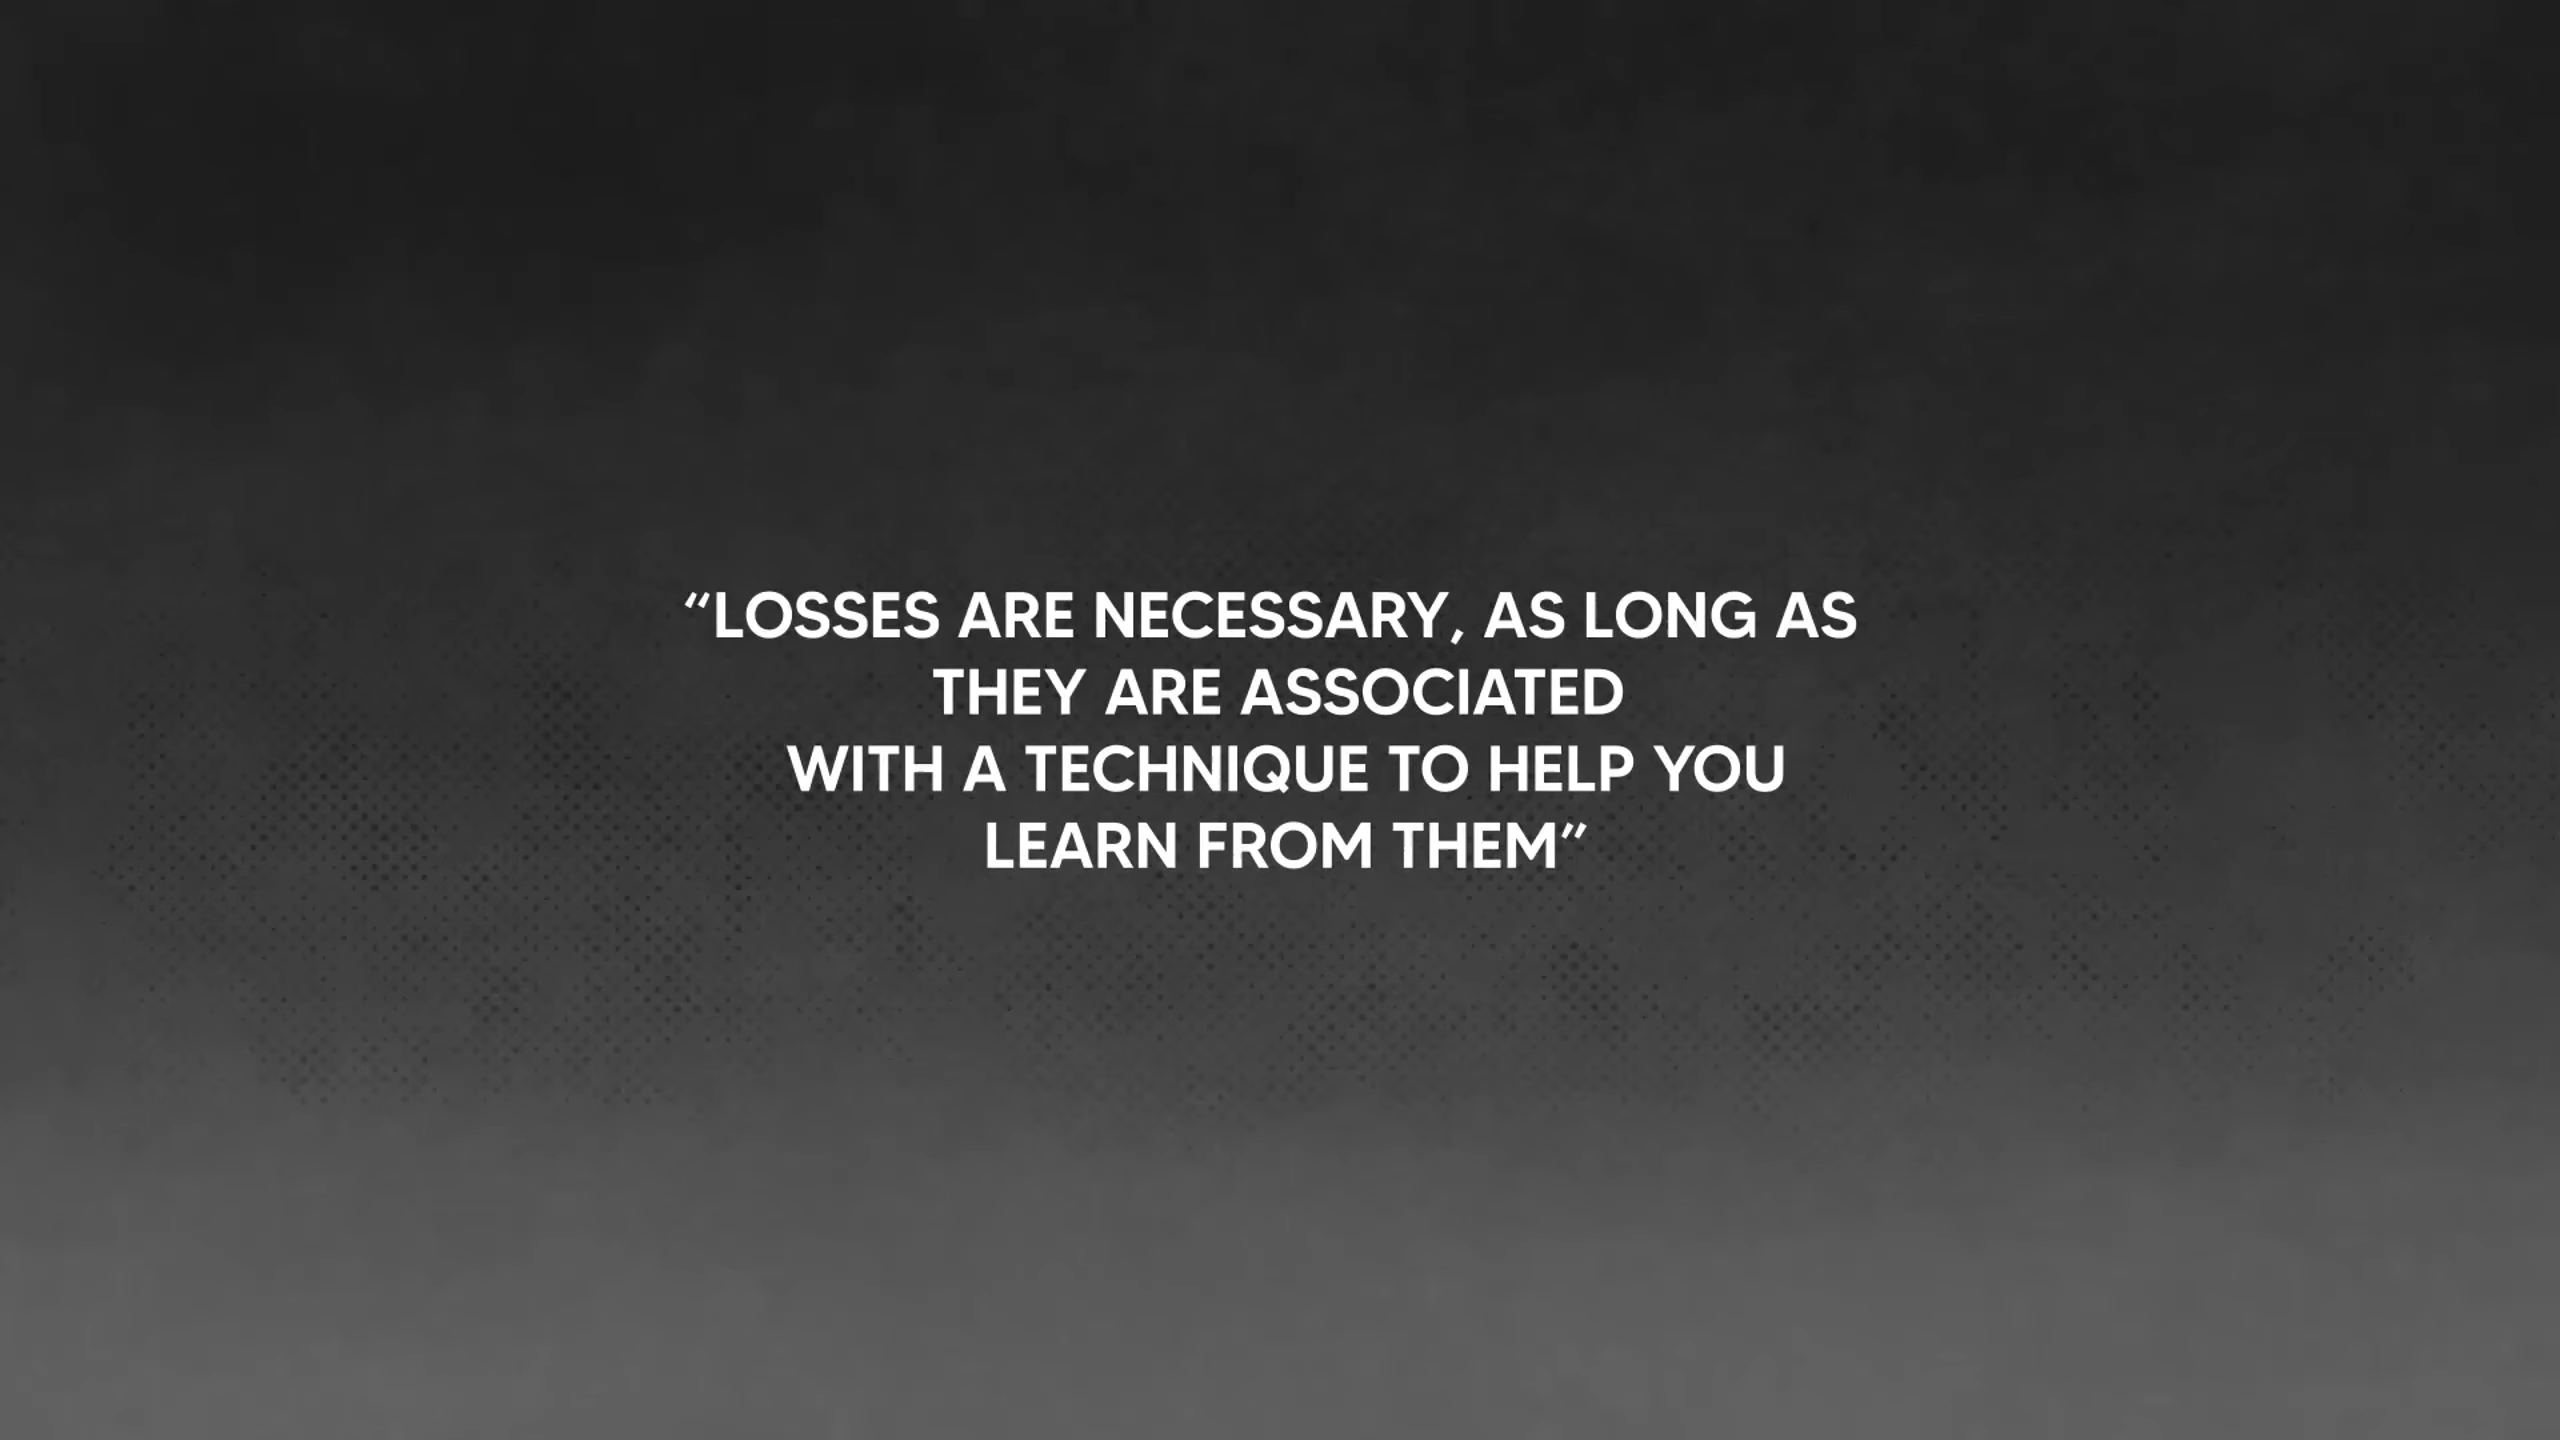 “LOSSES ARE NECESSARY, AS LONG AS
THEY ARE ASSOCIATED
WITH A TECHNIQUE TO HELP YOU
LEARN FROM THEM”